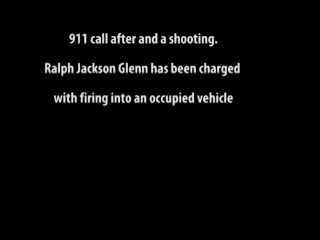 911 call after and a shooting.
Ralph Jackson Glenn has been charged
with firing into an occupied vehicle